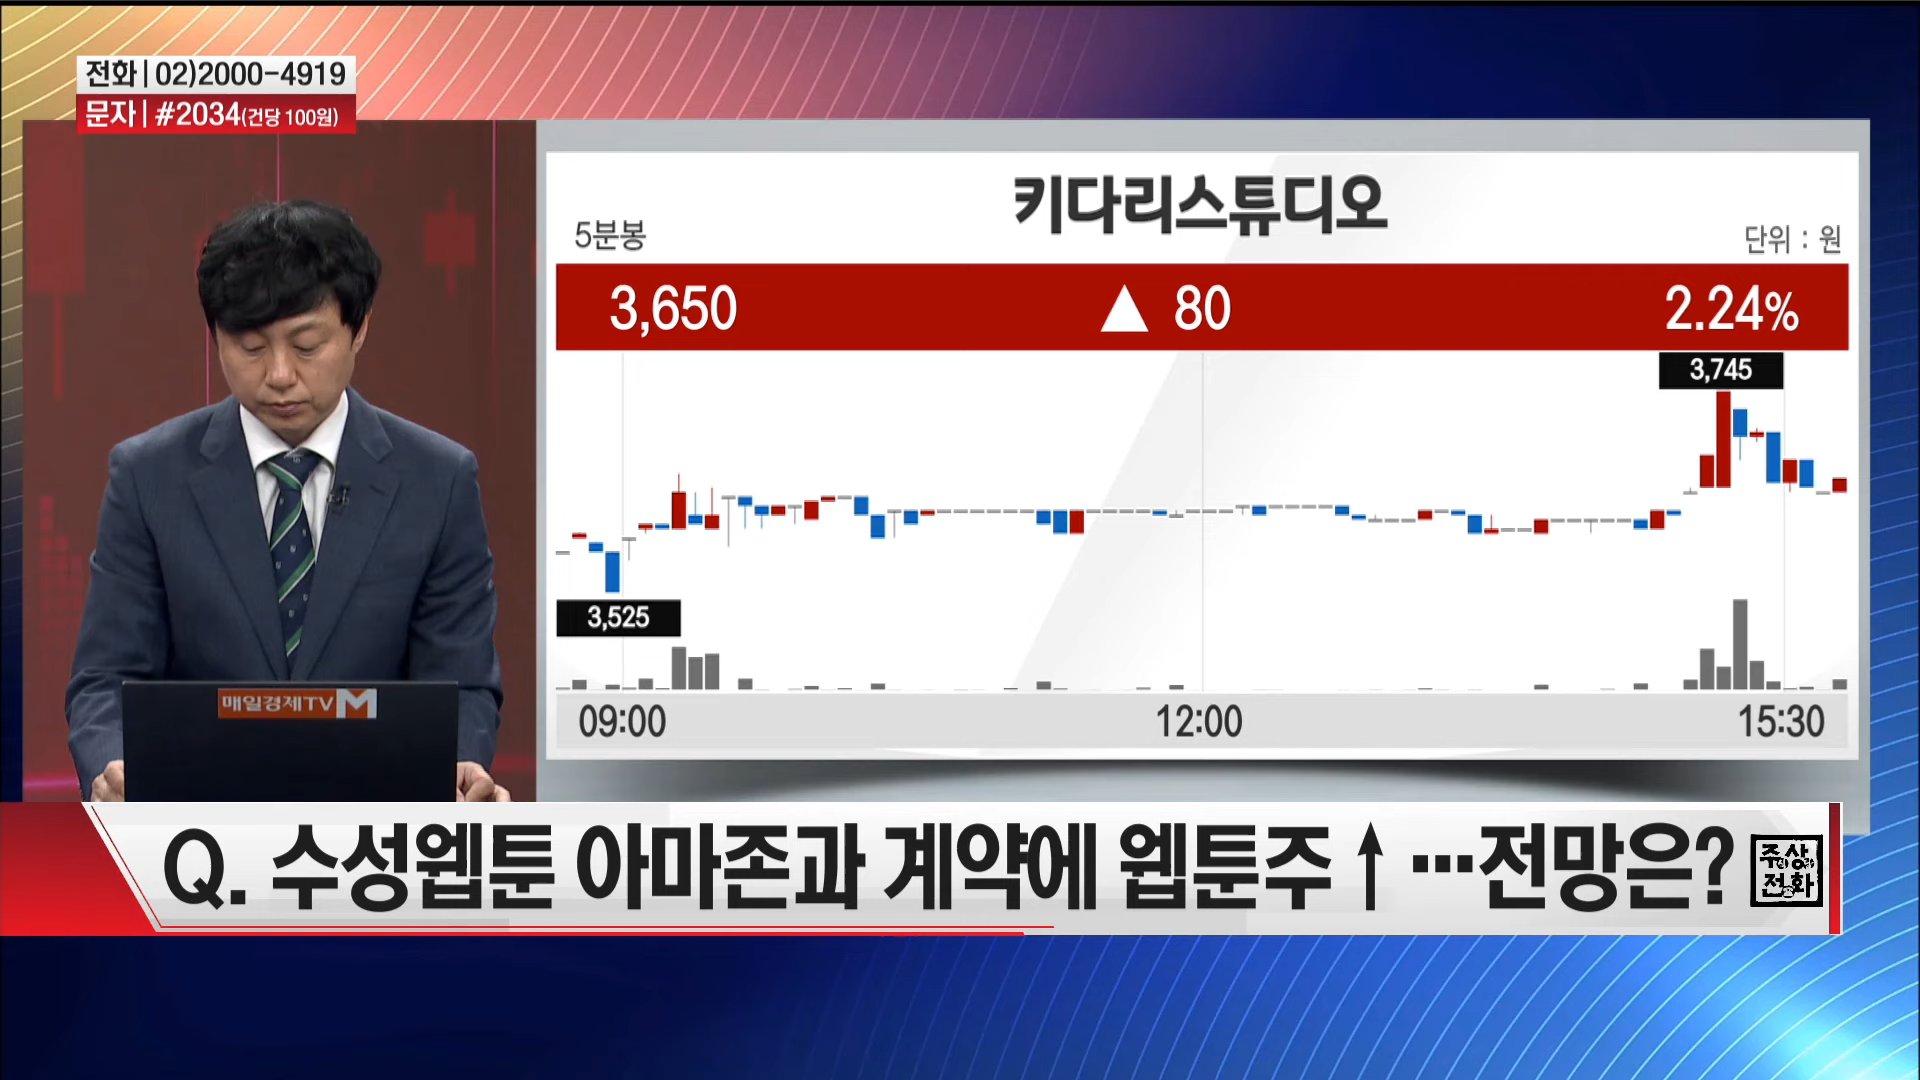 전화 | 02)2000-4919
문자 | #2034(건당 100원)
키다리스튜디오
5분봉
단위 : 원
3,650 ▲ 80 2.24%
3,745
3,525
09:00 12:00 15:30
매일경제TV M
Q. 수성웹툰 아마존과 계약에 웹툰주↑…전망은?
주상
전화